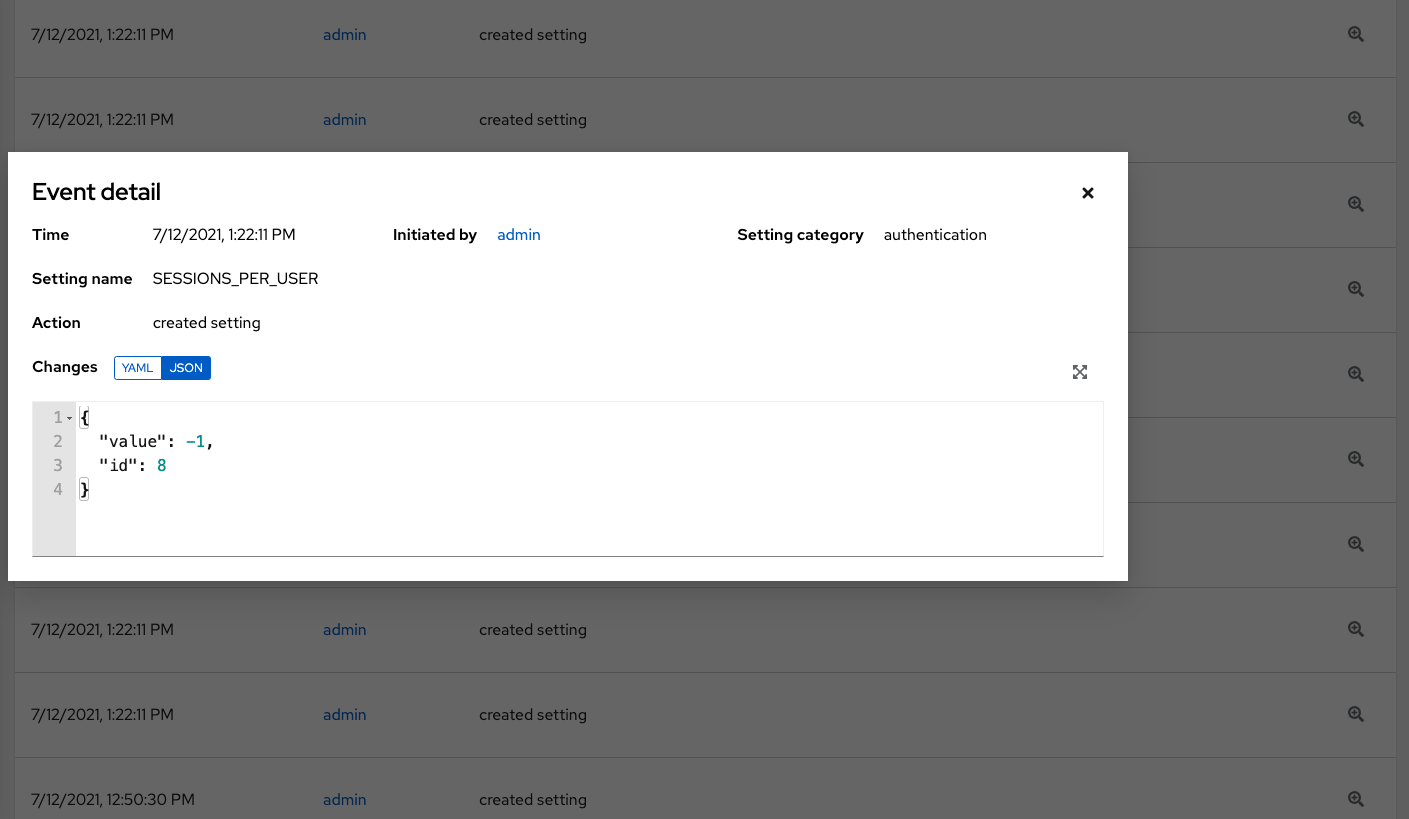 7/12/2021, 1:22:11 PM admin created setting
7/12/2021, 1:22:11 PM admin created setting
Event detail
Time 7/12/2021, 1:22:11 PM Initiated by admin Setting category authentication
Setting name SESSIONS_PER_USER
Action created setting
Changes YAML JSON
1 {
2 "value": -1,
3 "id": 8
4 }
7/12/2021, 1:22:11 PM admin created setting
7/12/2021, 1:22:11 PM admin created setting
7/12/2021, 12:50:30 PM admin created setting